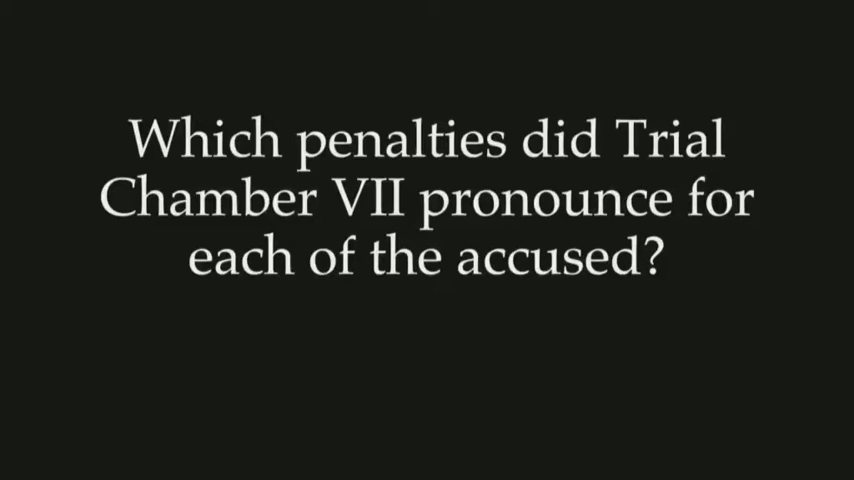 Which penalties did Trial
Chamber VII pronounce for
each of the accused?